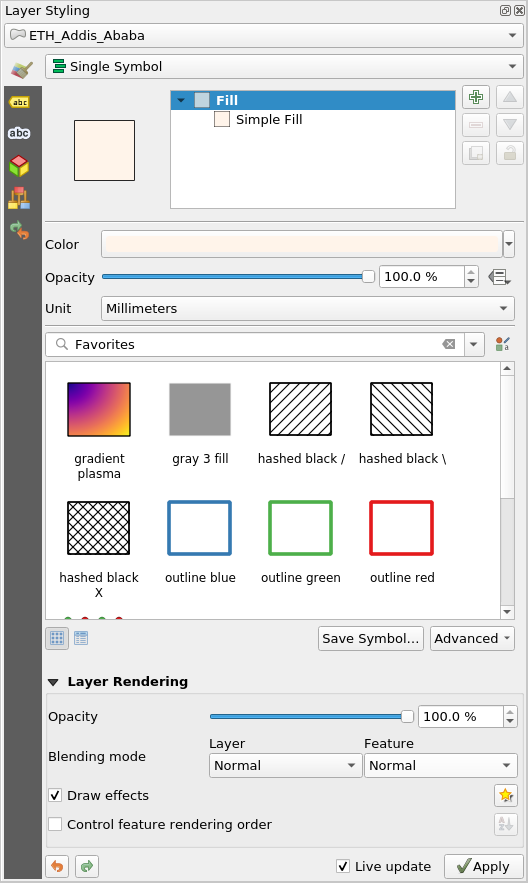 Layer Styling
ETH_Addis_Ababa
Single Symbol
abc
abc
Fill
Simple Fill
Color
Opacity
100.0 %
Unit
Millimeters
Favorites
gradient plasma
gray 3 fill
hashed black /
hashed black \
hashed black X
outline blue
outline green
outline red
Save Symbol…
Advanced
Layer Rendering
Opacity
100.0 %
Layer
Feature
Blending mode
Normal
Normal
Draw effects
Control feature rendering order
Live update
Apply